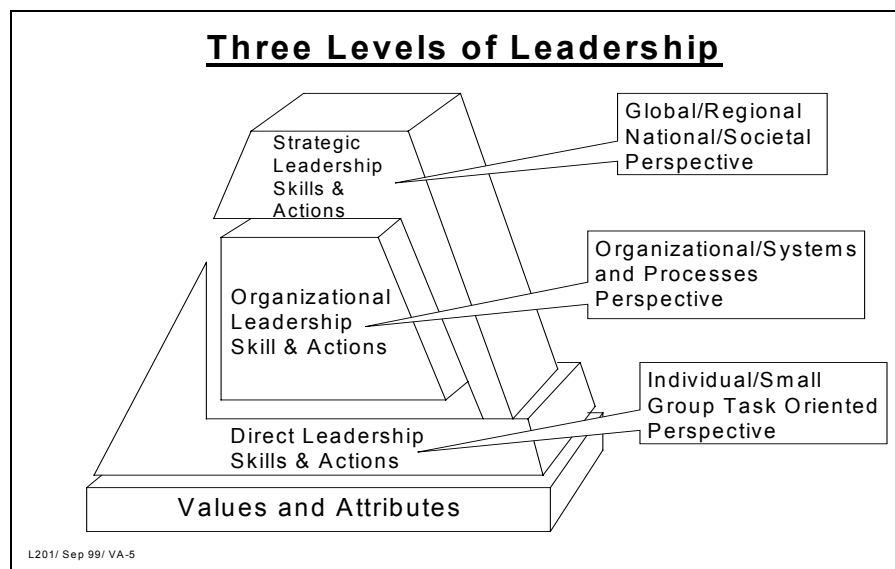 Three Levels of Leadership
Strategic
Leadership
Skills &
Actions
Global/Regional
National/Societal
Perspective
Organizational
Leadership
Skill & Actions
Organizational/Systems
and Processes
Perspective
Direct Leadership
Skills & Actions
Individual/Small
Group Task Oriented
Perspective
Values and Attributes
L201/ Sep 99/ VA-5